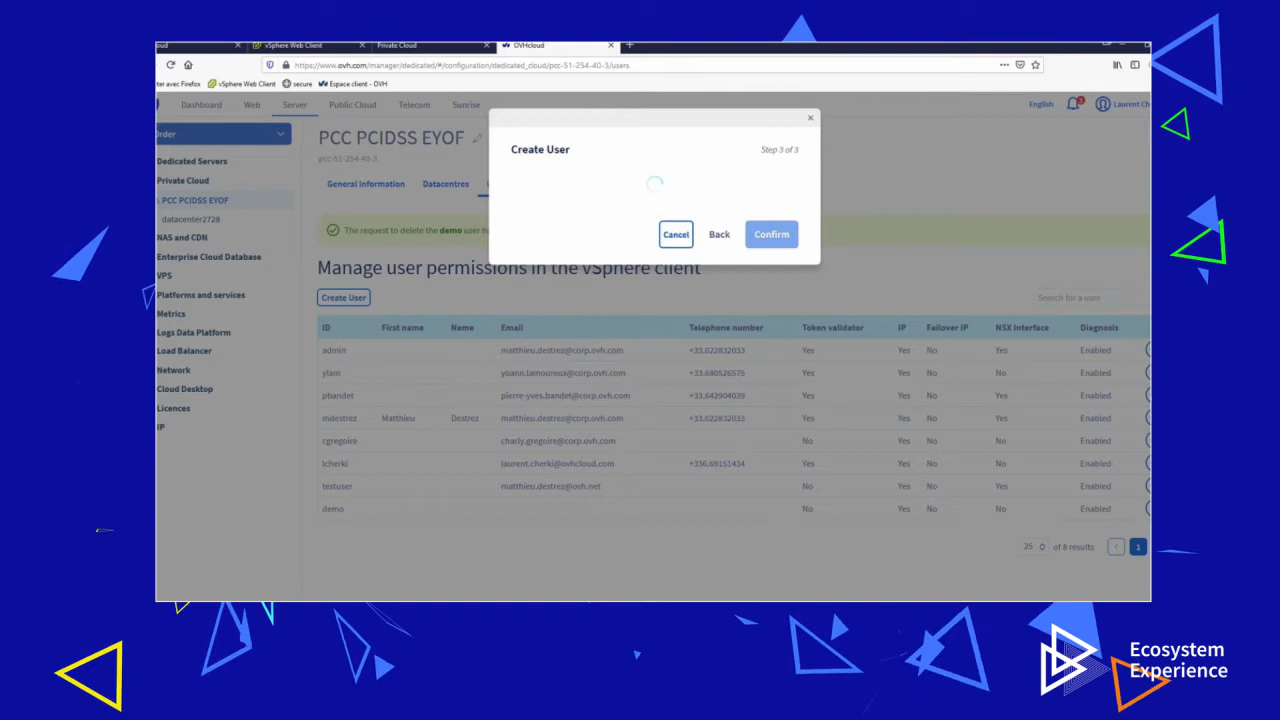 oud
vSphere Web Client
Private Cloud
OVHcloud
https://www.ovh.com/manager/dedicated/#/configuration/dedicated_cloud/pcc-51-254-40-3/users
ter avec Firefox vSphere Web Client secure Espace client - OVH
Dashboard Web Server Public Cloud Telecom Sunrise
English 3 Laurent Ch
Order
Dedicated Servers
Private Cloud
PCC PCIDSS EYOF
datacenter2728
NAS and CDN
Enterprise Cloud Database
VPS
Platforms and services
Metrics
Logs Data Platform
Load Balancer
Network
Cloud Desktop
Licences
IP
PCC PCIDSS EYOF
pcc-51-254-40-3
General Information Datacentres
The request to delete the demo user ha
Create User Step 3 of 3
Cancel Back Confirm
Manage user permissions in the vSphere client
Create User Search for a user
ID First name Name Email Telephone number Token validator IP Failover IP NSX Interface Diagnosis
admin matthieu.destrez@corp.ovh.com +33.622832033 Yes Yes No Yes Enabled
ylam yoann.lamoureux@corp.ovh.com +33.680526575 Yes Yes No No Enabled
pbandet pierre-yves.bandet@corp.ovh.com +33.642904039 Yes Yes No No Enabled
mdestrez Matthieu Destrez matthieu.destrez@corp.ovh.com +33.622832033 Yes Yes No Yes Enabled
cgregoire charly.gregoire@corp.ovh.com No Yes No No Enabled
lcherki laurent.cherki@ovhcloud.com +336.69151434 Yes Yes No No Enabled
testuser matthieu.destrez@ovh.net No Yes No Yes Enabled
demo No Yes No No Enabled
25 of 8 results 1
Ecosystem
Experience